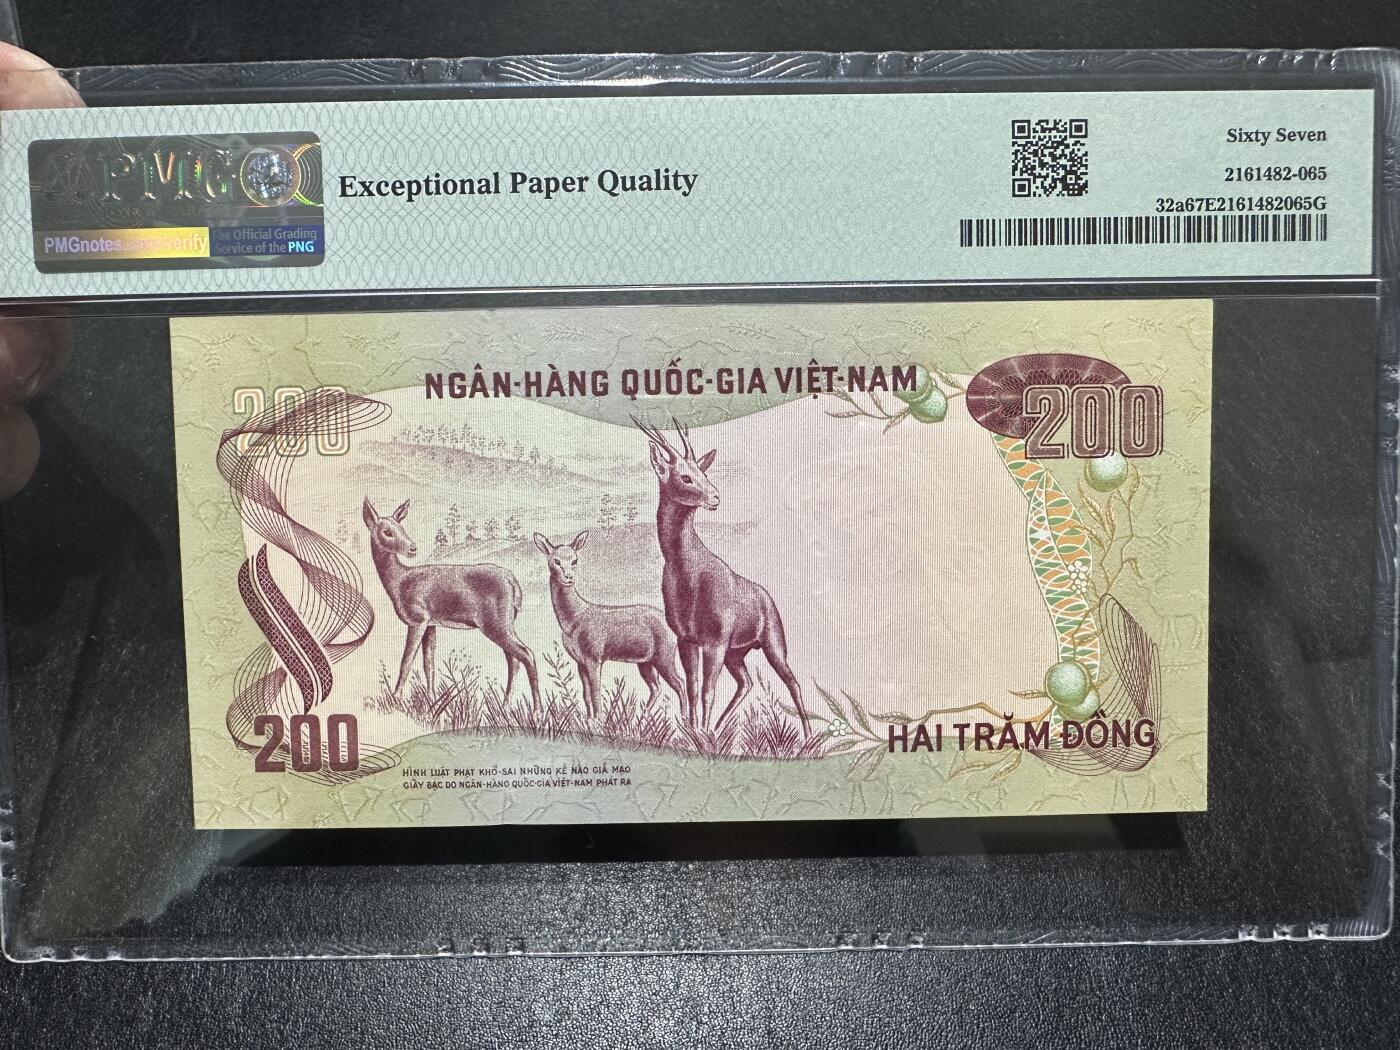 PMG
PMGnotes.com/verify
The Official Grading
Service of the PNG
Exceptional Paper Quality
Sixty Seven
2161482-065
32a67E2161482065G
NGÂN-HÀNG QUỐC-GIA VIỆT-NAM
200
200
200
HAI TRĂM ĐỒNG
HÌNH LUẬT PHẠT KHỔ-SAI NHỮNG KẺ NÀO GIẢ MẠO
GIẤY BẠC DO NGÂN-HÀNG QUỐC-GIA VIỆT-NAM PHÁT RA